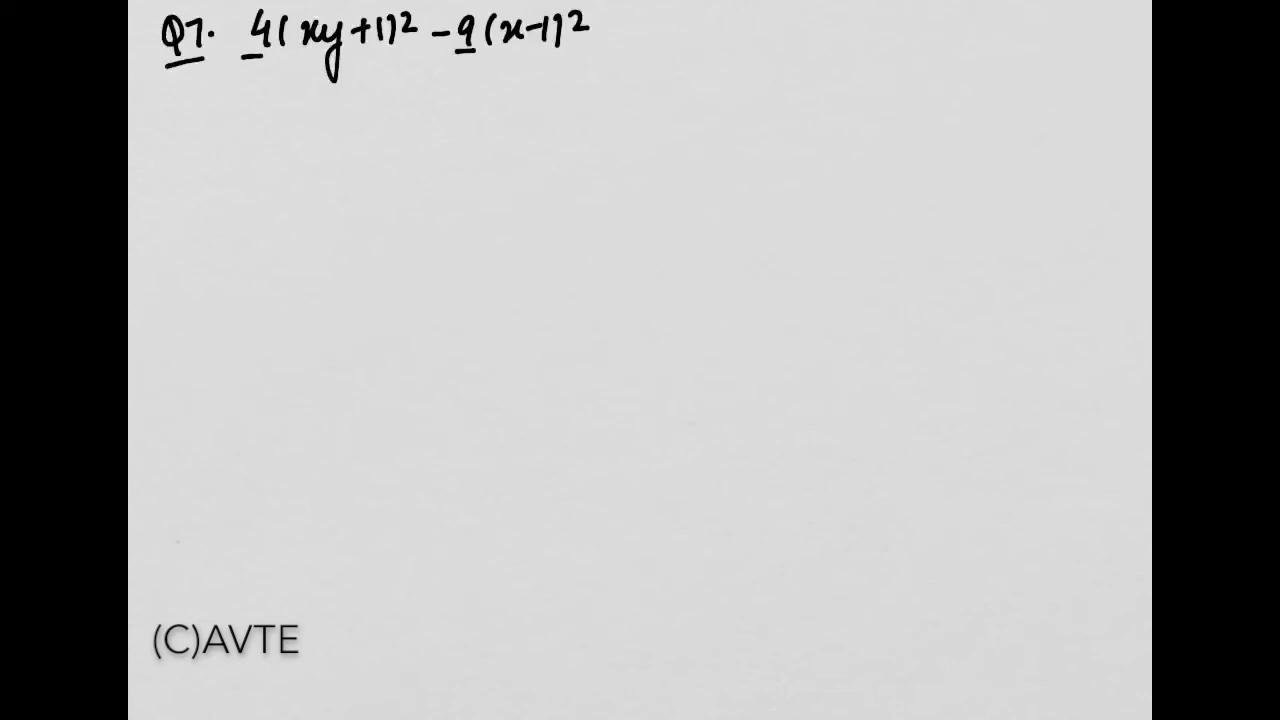 Q7. 4(xy+1)² - 9(x-1)²
(C)AVTE